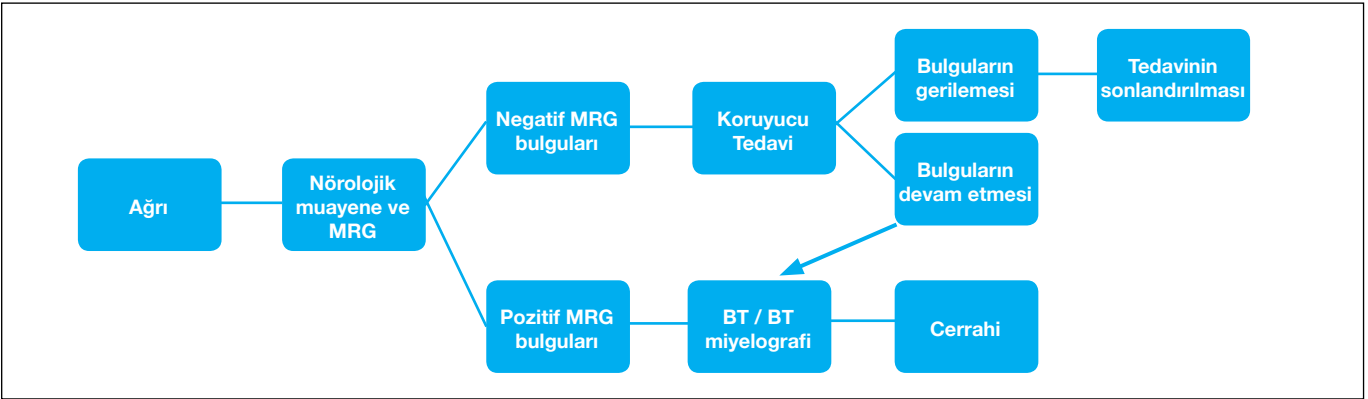 Ağrı
Nörolojik
muayene ve
MRG
Negatif MRG
bulguları
Koruyucu
Tedavi
Bulguların
gerilemesi
Tedavinin
sonlandırılması
Bulguların
devam etmesi
Pozitif MRG
bulguları
BT / BT
miyelografi
Cerrahi